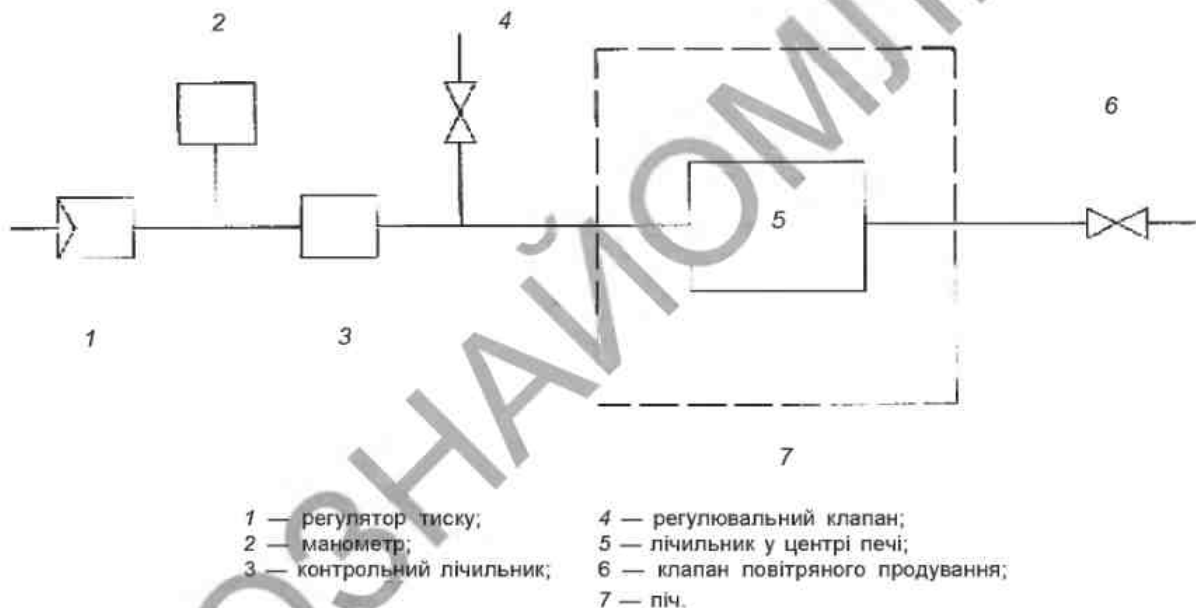 2
4
6
5
1
3
7
1 — регулятор тиску;
2 — манометр;
3 — контрольний лічильник;
4 — регулювальний клапан;
5 — лічильник у центрі печі;
6 — клапан повітряного продування;
7 — піч.
ОЗНАЙОМЛ